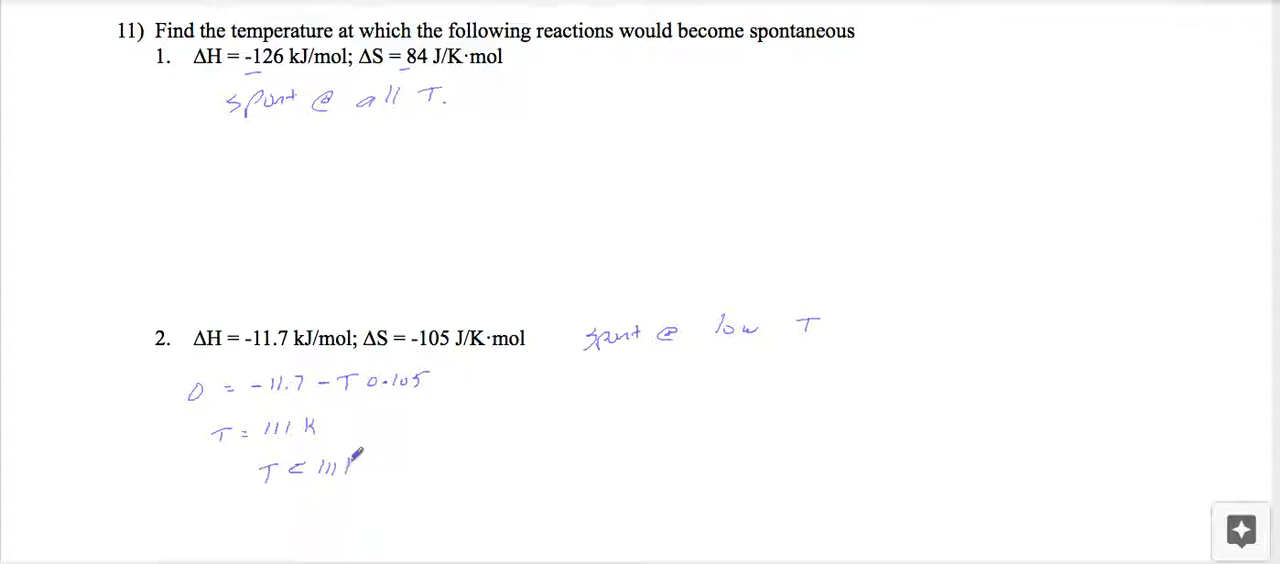 11) Find the temperature at which the following reactions would become spontaneous
1. ΔH = -126 kJ/mol; ΔS = 84 J/K·mol
spont @ all T.
2. ΔH = -11.7 kJ/mol; ΔS = -105 J/K·mol spont @ low T
0 = -11.7 - T 0.105
T = 111 K
T < 111